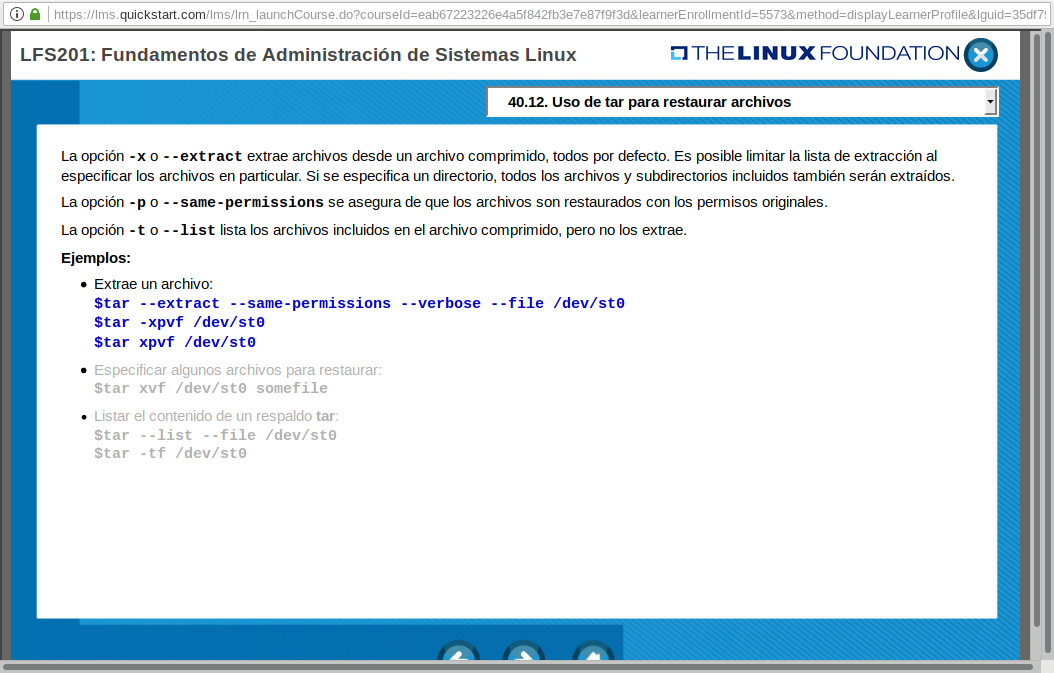 https://lms.quickstart.com/lms/lrn_launchCourse.do?courseId=eab67223226e4a5f842fb3e7e87f9f3d&learnerEnrollmentId=5573&method=displayLearnerProfile&lguid=35df79
LFS201: Fundamentos de Administración de Sistemas Linux
THE LINUX FOUNDATION
40.12. Uso de tar para restaurar archivos
La opción -x o --extract extrae archivos desde un archivo comprimido, todos por defecto. Es posible limitar la lista de extracción al
especificar los archivos en particular. Si se especifica un directorio, todos los archivos y subdirectorios incluidos también serán extraídos.
La opción -p o --same-permissions se asegura de que los archivos son restaurados con los permisos originales.
La opción -t o --list lista los archivos incluidos en el archivo comprimido, pero no los extrae.
Ejemplos:
• Extrae un archivo:
$tar --extract --same-permissions --verbose --file /dev/st0
$tar -xpvf /dev/st0
$tar xpvf /dev/st0
• Especificar algunos archivos para restaurar:
$tar xvf /dev/st0 somefile
• Listar el contenido de un respaldo tar:
$tar --list --file /dev/st0
$tar -tf /dev/st0